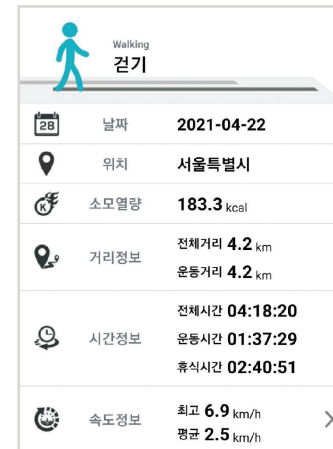 Walking
걷기
28 날짜 2021-04-22
위치 서울특별시
K 소모열량 183.3 kcal
거리정보 전체거리 4.2 km
운동거리 4.2 km
시간정보 전체시간 04:18:20
운동시간 01:37:29
휴식시간 02:40:51
속도정보 최고 6.9 km/h
평균 2.5 km/h